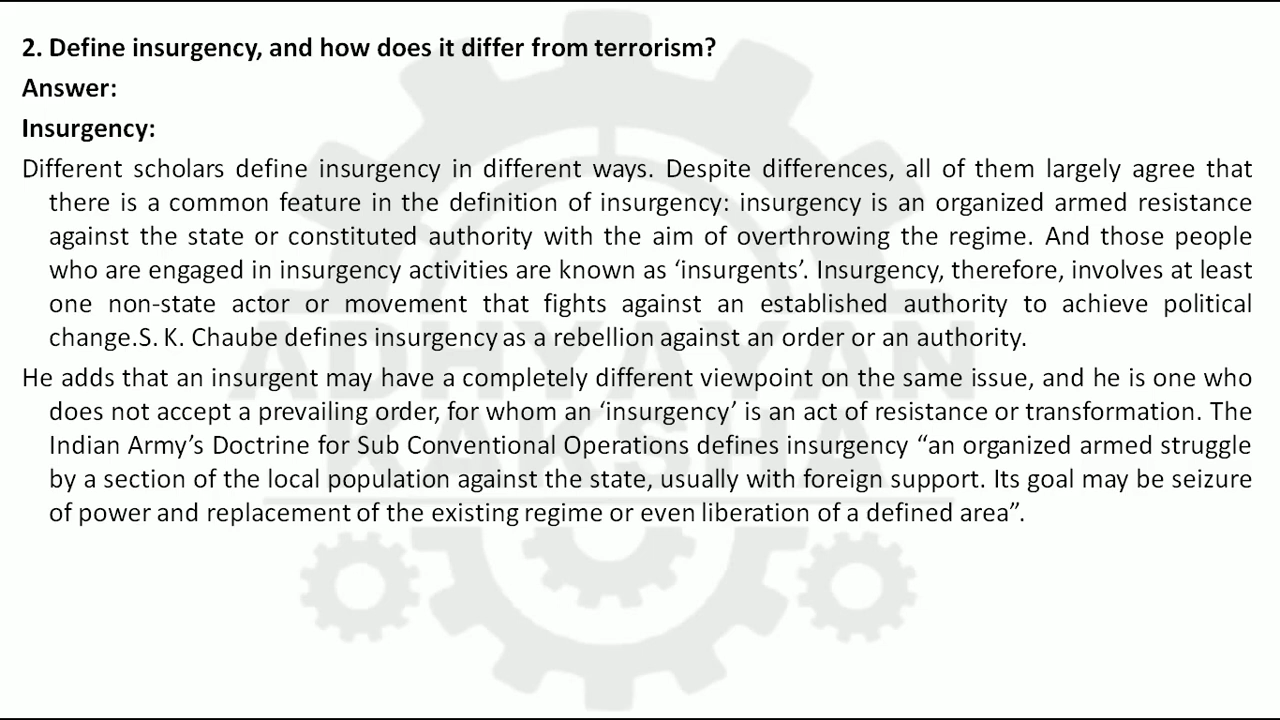 2. Define insurgency, and how does it differ from terrorism?
Answer:
Insurgency:
Different scholars define insurgency in different ways. Despite differences, all of them largely agree that
there is a common feature in the definition of insurgency: insurgency is an organized armed resistance
against the state or constituted authority with the aim of overthrowing the regime. And those people
who are engaged in insurgency activities are known as ‘insurgents’. Insurgency, therefore, involves at least
one non-state actor or movement that fights against an established authority to achieve political
change.S. K. Chaube defines insurgency as a rebellion against an order or an authority.
He adds that an insurgent may have a completely different viewpoint on the same issue, and he is one who
does not accept a prevailing order, for whom an ‘insurgency’ is an act of resistance or transformation. The
Indian Army’s Doctrine for Sub Conventional Operations defines insurgency “an organized armed struggle
by a section of the local population against the state, usually with foreign support. Its goal may be seizure
of power and replacement of the existing regime or even liberation of a defined area”.
ADHYAYAN
KAKSHA